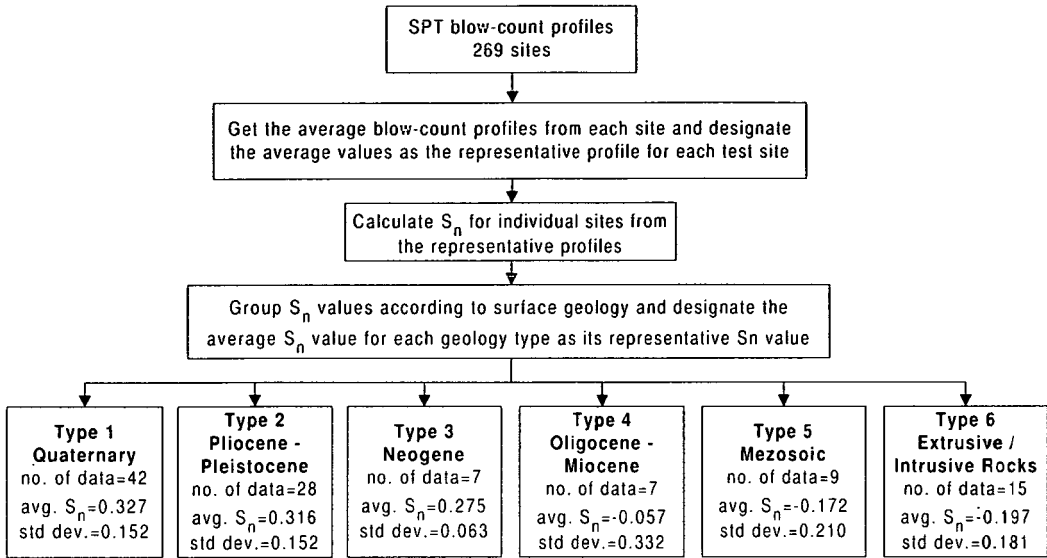 SPT blow-count profiles
269 sites
Get the average blow-count profiles from each site and designate
the average values as the representative profile for each test site
Calculate Sn for individual sites from
the representative profiles
Group Sn values according to surface geology and designate the
average Sn value for each geology type as its representative Sn value
Type 1
Quaternary
no. of data=42
avg. Sn=0.327
std dev.=0.152
Type 2
Pliocene -
Pleistocene
no. of data=28
avg. Sn=0.316
std dev.=0.152
Type 3
Neogene
no. of data=7
avg. Sn=0.275
std dev.=0.063
Type 4
Oligocene -
Miocene
no. of data=7
avg. Sn=-0.057
std dev.=0.332
Type 5
Mezosoic
no. of data=9
avg. Sn=-0.172
std dev.=0.210
Type 6
Extrusive /
Intrusive Rocks
no. of data=15
avg. Sn=-0.197
std dev.=0.181